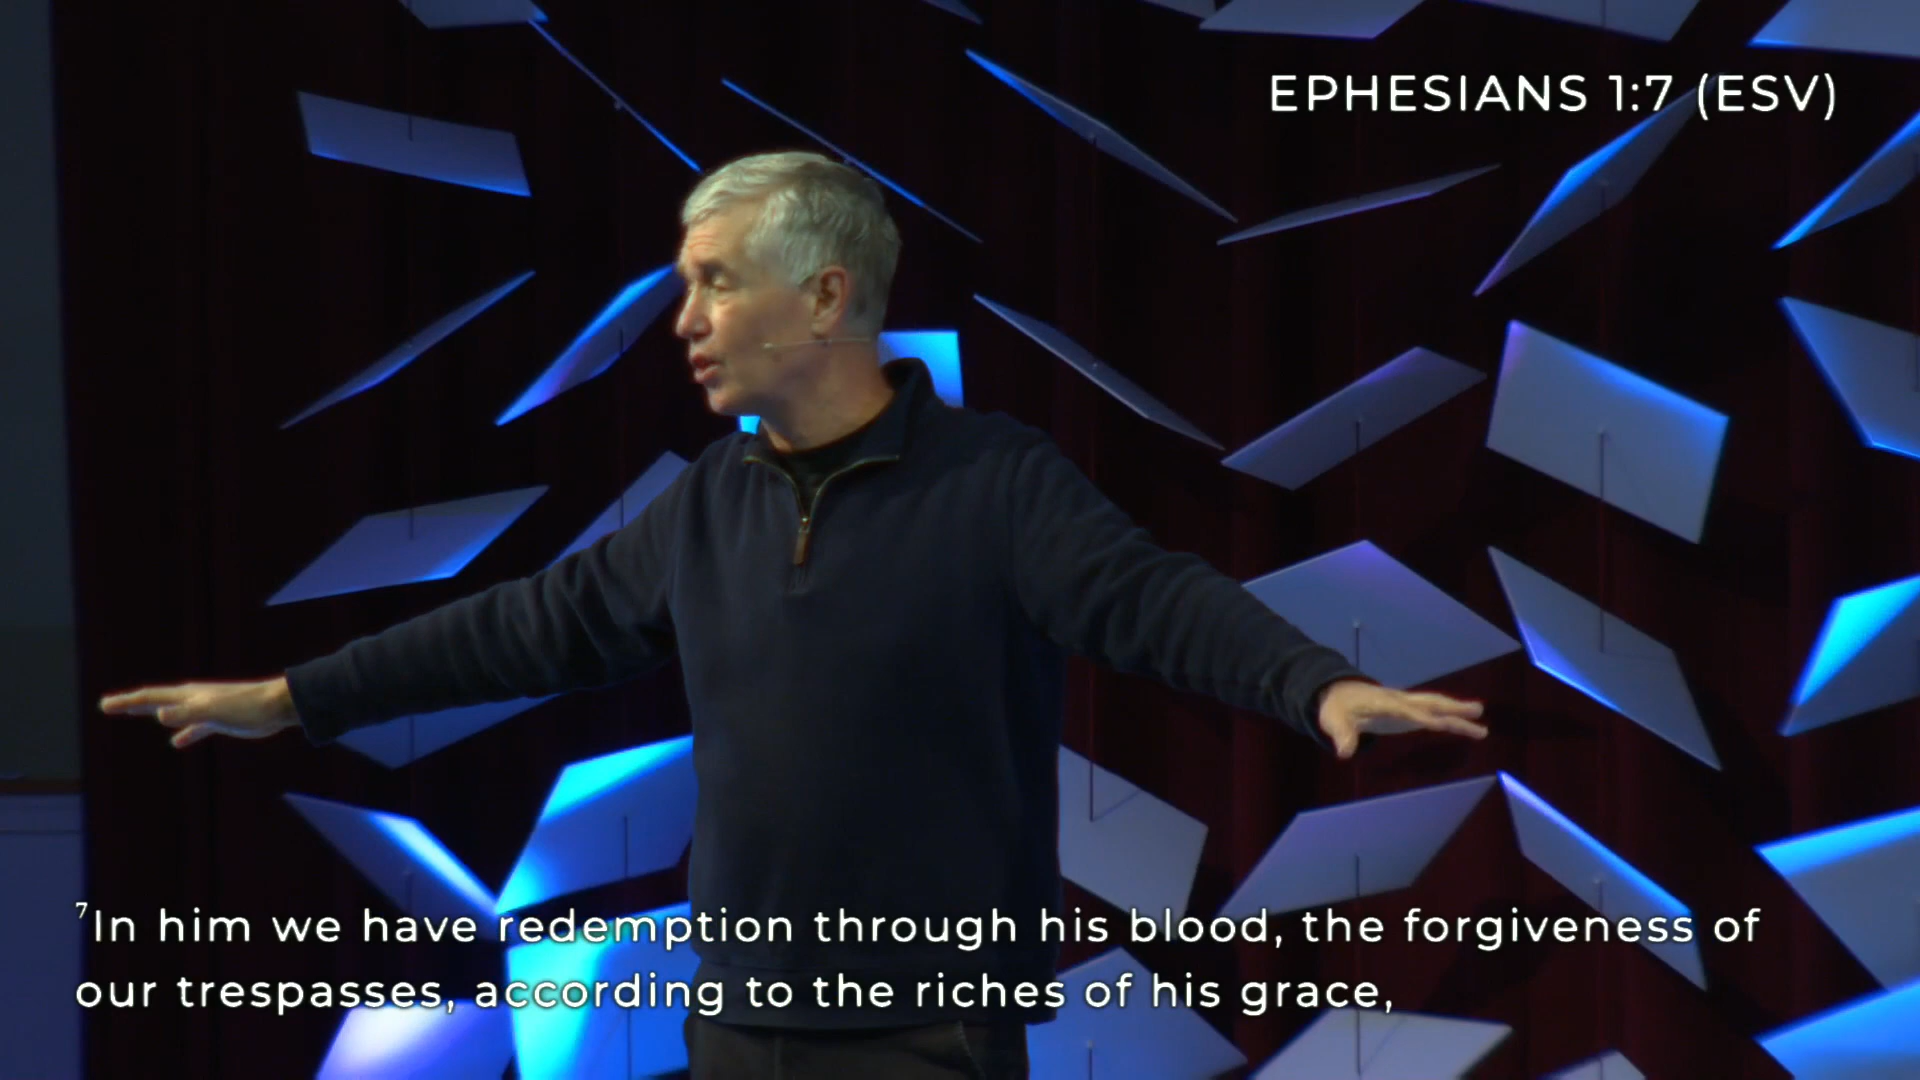 EPHESIANS 1:7 (ESV)
⁷In him we have redemption through his blood, the forgiveness of
our trespasses, according to the riches of his grace,